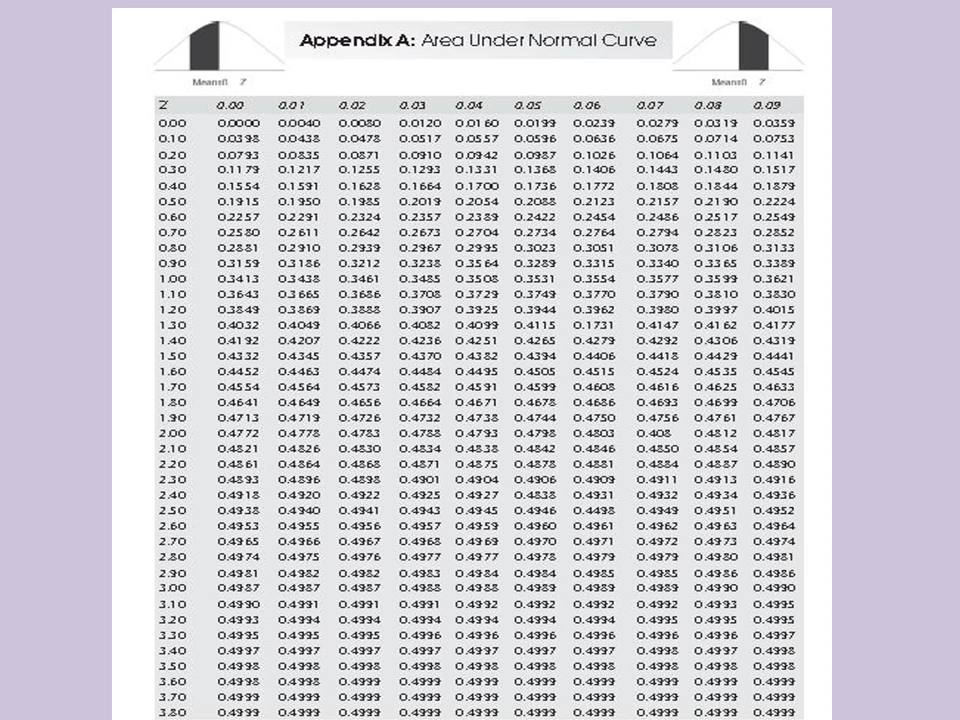 Appendix A: Area Under Normal Curve
Z
Z
Z 0.00 0.01 0.02 0.03 0.04 0.05 0.06 0.07 0.08 0.09
0.00 0.0000 0.0040 0.0080 0.0120 0.0160 0.0199 0.0239 0.0279 0.0319 0.0359
0.10 0.0398 0.0438 0.0478 0.0517 0.0557 0.0596 0.0636 0.0675 0.0714 0.0753
0.20 0.0793 0.0835 0.0871 0.0910 0.0942 0.0987 0.1026 0.1064 0.1103 0.1141
0.30 0.1179 0.1217 0.1255 0.1293 0.1331 0.1368 0.1406 0.1443 0.1480 0.1517
0.40 0.1554 0.1591 0.1628 0.1664 0.1700 0.1736 0.1772 0.1808 0.1844 0.1879
0.50 0.1915 0.1950 0.1985 0.2019 0.2054 0.2088 0.2123 0.2157 0.2190 0.2224
0.60 0.2257 0.2291 0.2324 0.2357 0.2389 0.2422 0.2454 0.2486 0.2517 0.2549
0.70 0.2580 0.2611 0.2642 0.2673 0.2704 0.2734 0.2764 0.2794 0.2823 0.2852
0.80 0.2881 0.2910 0.2939 0.2967 0.2995 0.3023 0.3051 0.3078 0.3106 0.3133
0.90 0.3159 0.3186 0.3212 0.3238 0.3564 0.3289 0.3315 0.3340 0.3365 0.3389
1.00 0.3413 0.3438 0.3461 0.3485 0.3508 0.3531 0.3554 0.3577 0.3599 0.3621
1.10 0.3643 0.3665 0.3686 0.3708 0.3729 0.3749 0.3770 0.3790 0.3810 0.3830
1.20 0.3849 0.3869 0.3888 0.3907 0.3925 0.3944 0.3962 0.3980 0.3997 0.4015
1.30 0.4032 0.4049 0.4066 0.4082 0.4099 0.4115 0.1731 0.4147 0.4162 0.4177
1.40 0.4192 0.4207 0.4222 0.4236 0.4251 0.4265 0.4279 0.4292 0.4306 0.4319
1.50 0.4332 0.4345 0.4357 0.4370 0.4382 0.4394 0.4406 0.4418 0.4429 0.4441
1.60 0.4452 0.4463 0.4474 0.4484 0.4495 0.4505 0.4515 0.4524 0.4535 0.4545
1.70 0.4554 0.4564 0.4573 0.4582 0.4591 0.4599 0.4608 0.4616 0.4625 0.4633
1.80 0.4641 0.4649 0.4656 0.4664 0.4671 0.4678 0.4686 0.4693 0.4699 0.4706
1.90 0.4713 0.4719 0.4726 0.4732 0.4738 0.4744 0.4750 0.4756 0.4761 0.4767
2.00 0.4772 0.4778 0.4783 0.4788 0.4793 0.4798 0.4803 0.408 0.4812 0.4817
2.10 0.4821 0.4826 0.4830 0.4834 0.4838 0.4842 0.4846 0.4850 0.4854 0.4857
2.20 0.4861 0.4864 0.4868 0.4871 0.4875 0.4878 0.4881 0.4884 0.4887 0.4890
2.30 0.4893 0.4896 0.4898 0.4901 0.4904 0.4906 0.4909 0.4911 0.4913 0.4916
2.40 0.4918 0.4920 0.4922 0.4925 0.4927 0.4838 0.4931 0.4932 0.4934 0.4936
2.50 0.4938 0.4940 0.4941 0.4943 0.4945 0.4946 0.4498 0.4949 0.4951 0.4952
2.60 0.4953 0.4955 0.4956 0.4957 0.4959 0.4960 0.4961 0.4962 0.4963 0.4964
2.70 0.4965 0.4966 0.4967 0.4968 0.4969 0.4970 0.4971 0.4972 0.4973 0.4974
2.80 0.4974 0.4975 0.4976 0.4977 0.4977 0.4978 0.4979 0.4979 0.4980 0.4981
2.90 0.4981 0.4982 0.4982 0.4983 0.4984 0.4984 0.4985 0.4985 0.4986 0.4986
3.00 0.4987 0.4987 0.4987 0.4988 0.4988 0.4989 0.4989 0.4989 0.4990 0.4990
3.10 0.4990 0.4991 0.4991 0.4991 0.4992 0.4992 0.4992 0.4992 0.4993 0.4995
3.20 0.4993 0.4994 0.4994 0.4994 0.4994 0.4994 0.4994 0.4995 0.4995 0.4995
3.30 0.4995 0.4995 0.4995 0.4996 0.4996 0.4996 0.4996 0.4996 0.4996 0.4997
3.40 0.4997 0.4997 0.4997 0.4997 0.4997 0.4997 0.4997 0.4997 0.4997 0.4998
3.50 0.4998 0.4998 0.4998 0.4998 0.4998 0.4998 0.4998 0.4998 0.4998 0.4998
3.60 0.4998 0.4998 0.4999 0.4999 0.4999 0.4999 0.4999 0.4999 0.4999 0.4999
3.70 0.4999 0.4999 0.4999 0.4999 0.4999 0.4999 0.4999 0.4999 0.4999 0.4999
3.80 0.4999 0.4999 0.4999 0.4999 0.4999 0.4999 0.4999 0.4999 0.4999 0.4999